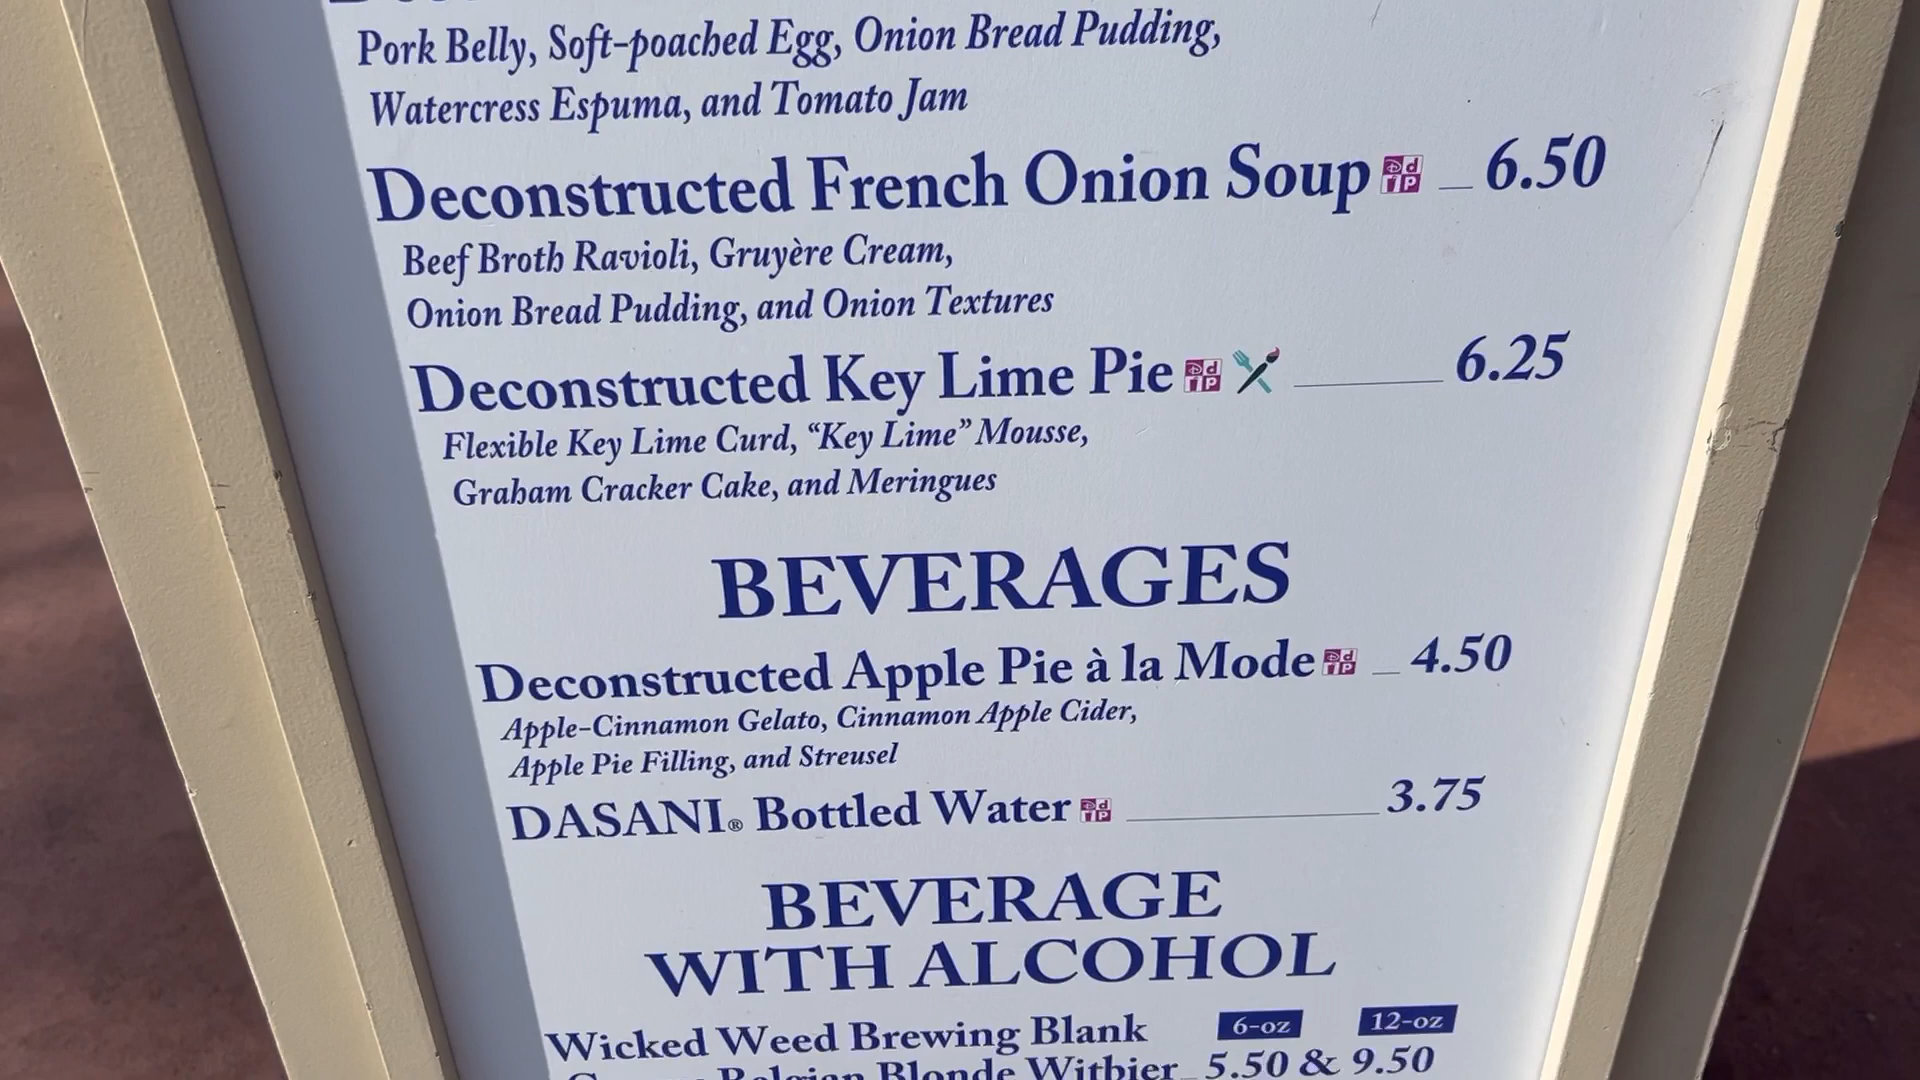 Pork Belly, Soft-poached Egg, Onion Bread Pudding,
Watercress Espuma, and Tomato Jam
Deconstructed French Onion Soup 6.50
Beef Broth Ravioli, Gruyère Cream,
Onion Bread Pudding, and Onion Textures
Deconstructed Key Lime Pie 6.25
Flexible Key Lime Curd, “Key Lime” Mousse,
Graham Cracker Cake, and Meringues
BEVERAGES
Deconstructed Apple Pie à la Mode 4.50
Apple-Cinnamon Gelato, Cinnamon Apple Cider,
Apple Pie Filling, and Streusel
DASANI® Bottled Water 3.75
BEVERAGE
WITH ALCOHOL
Wicked Weed Brewing Blank 6-oz 12-oz
Belgian Blonde Witbier 5.50 & 9.50